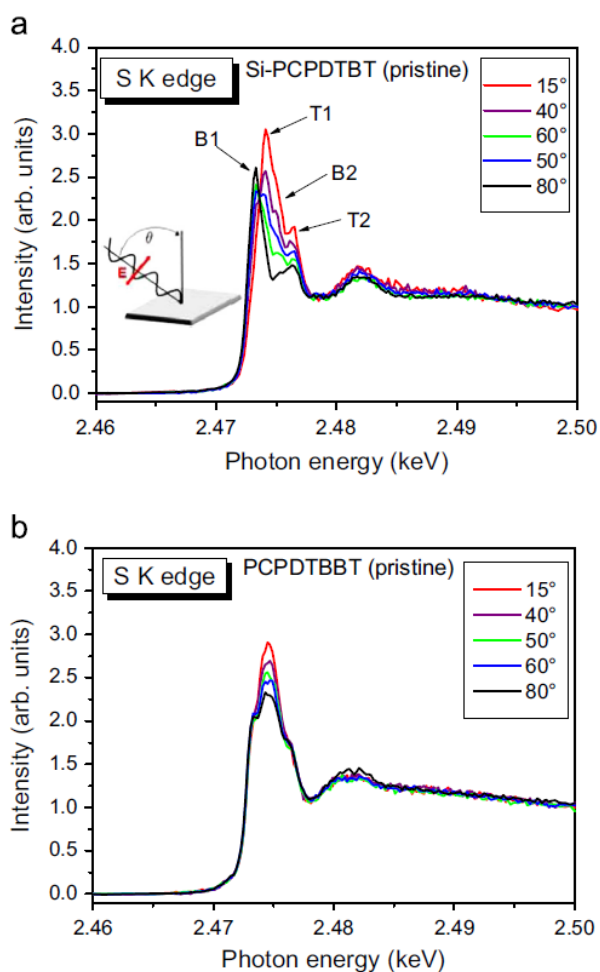 a
S K edge
Si-PCPDTBT (pristine)
15°
40°
60°
50°
80°
T1
B1
B2
T2
θ
E
4.0
3.5
3.0
2.5
2.0
1.5
1.0
0.5
0.0
Intensity (arb. units)
2.46
2.47
2.48
2.49
2.50
Photon energy (keV)
b
S K edge
PCPDTBBT (pristine)
15°
40°
50°
60°
80°
4.0
3.5
3.0
2.5
2.0
1.5
1.0
0.5
0.0
Intensity (arb. units)
2.46
2.47
2.48
2.49
2.50
Photon energy (keV)